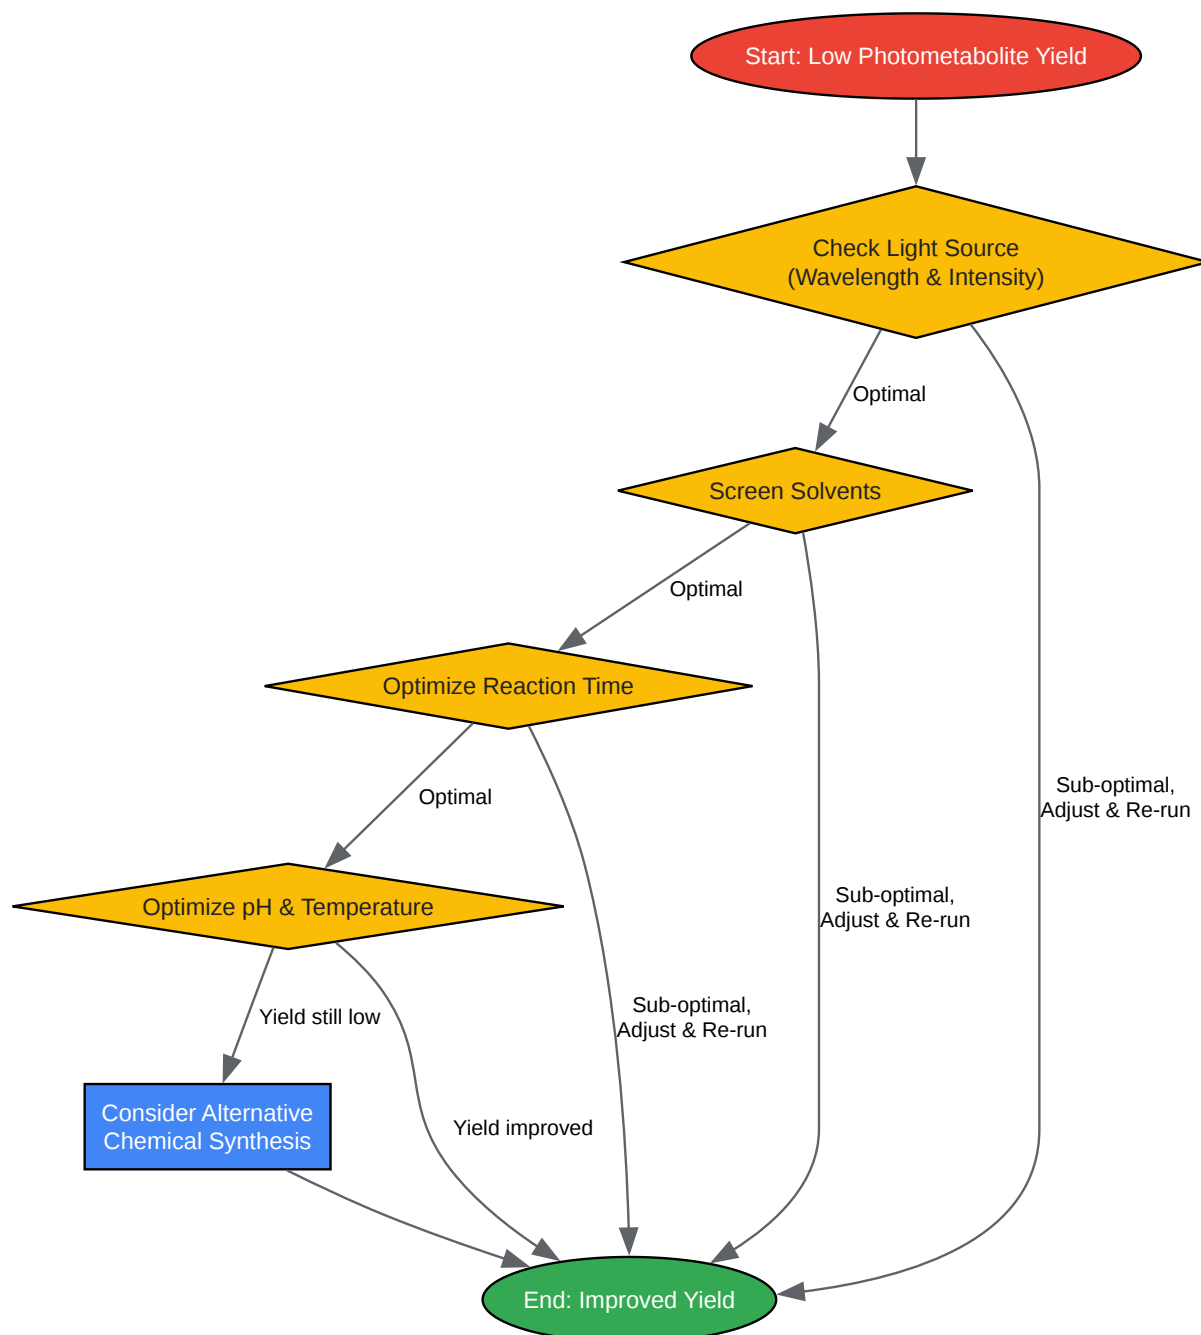 Start: Low Photometabolite Yield
Check Light Source
(Wavelength & Intensity)
Optimal
Screen Solvents
Optimal
Optimize Reaction Time
Optimal
Sub-optimal,
Adjust & Re-run
Optimize pH & Temperature
Sub-optimal,
Adjust & Re-run
Yield still low
Sub-optimal,
Adjust & Re-run
Consider Alternative
Chemical Synthesis
Yield improved
End: Improved Yield